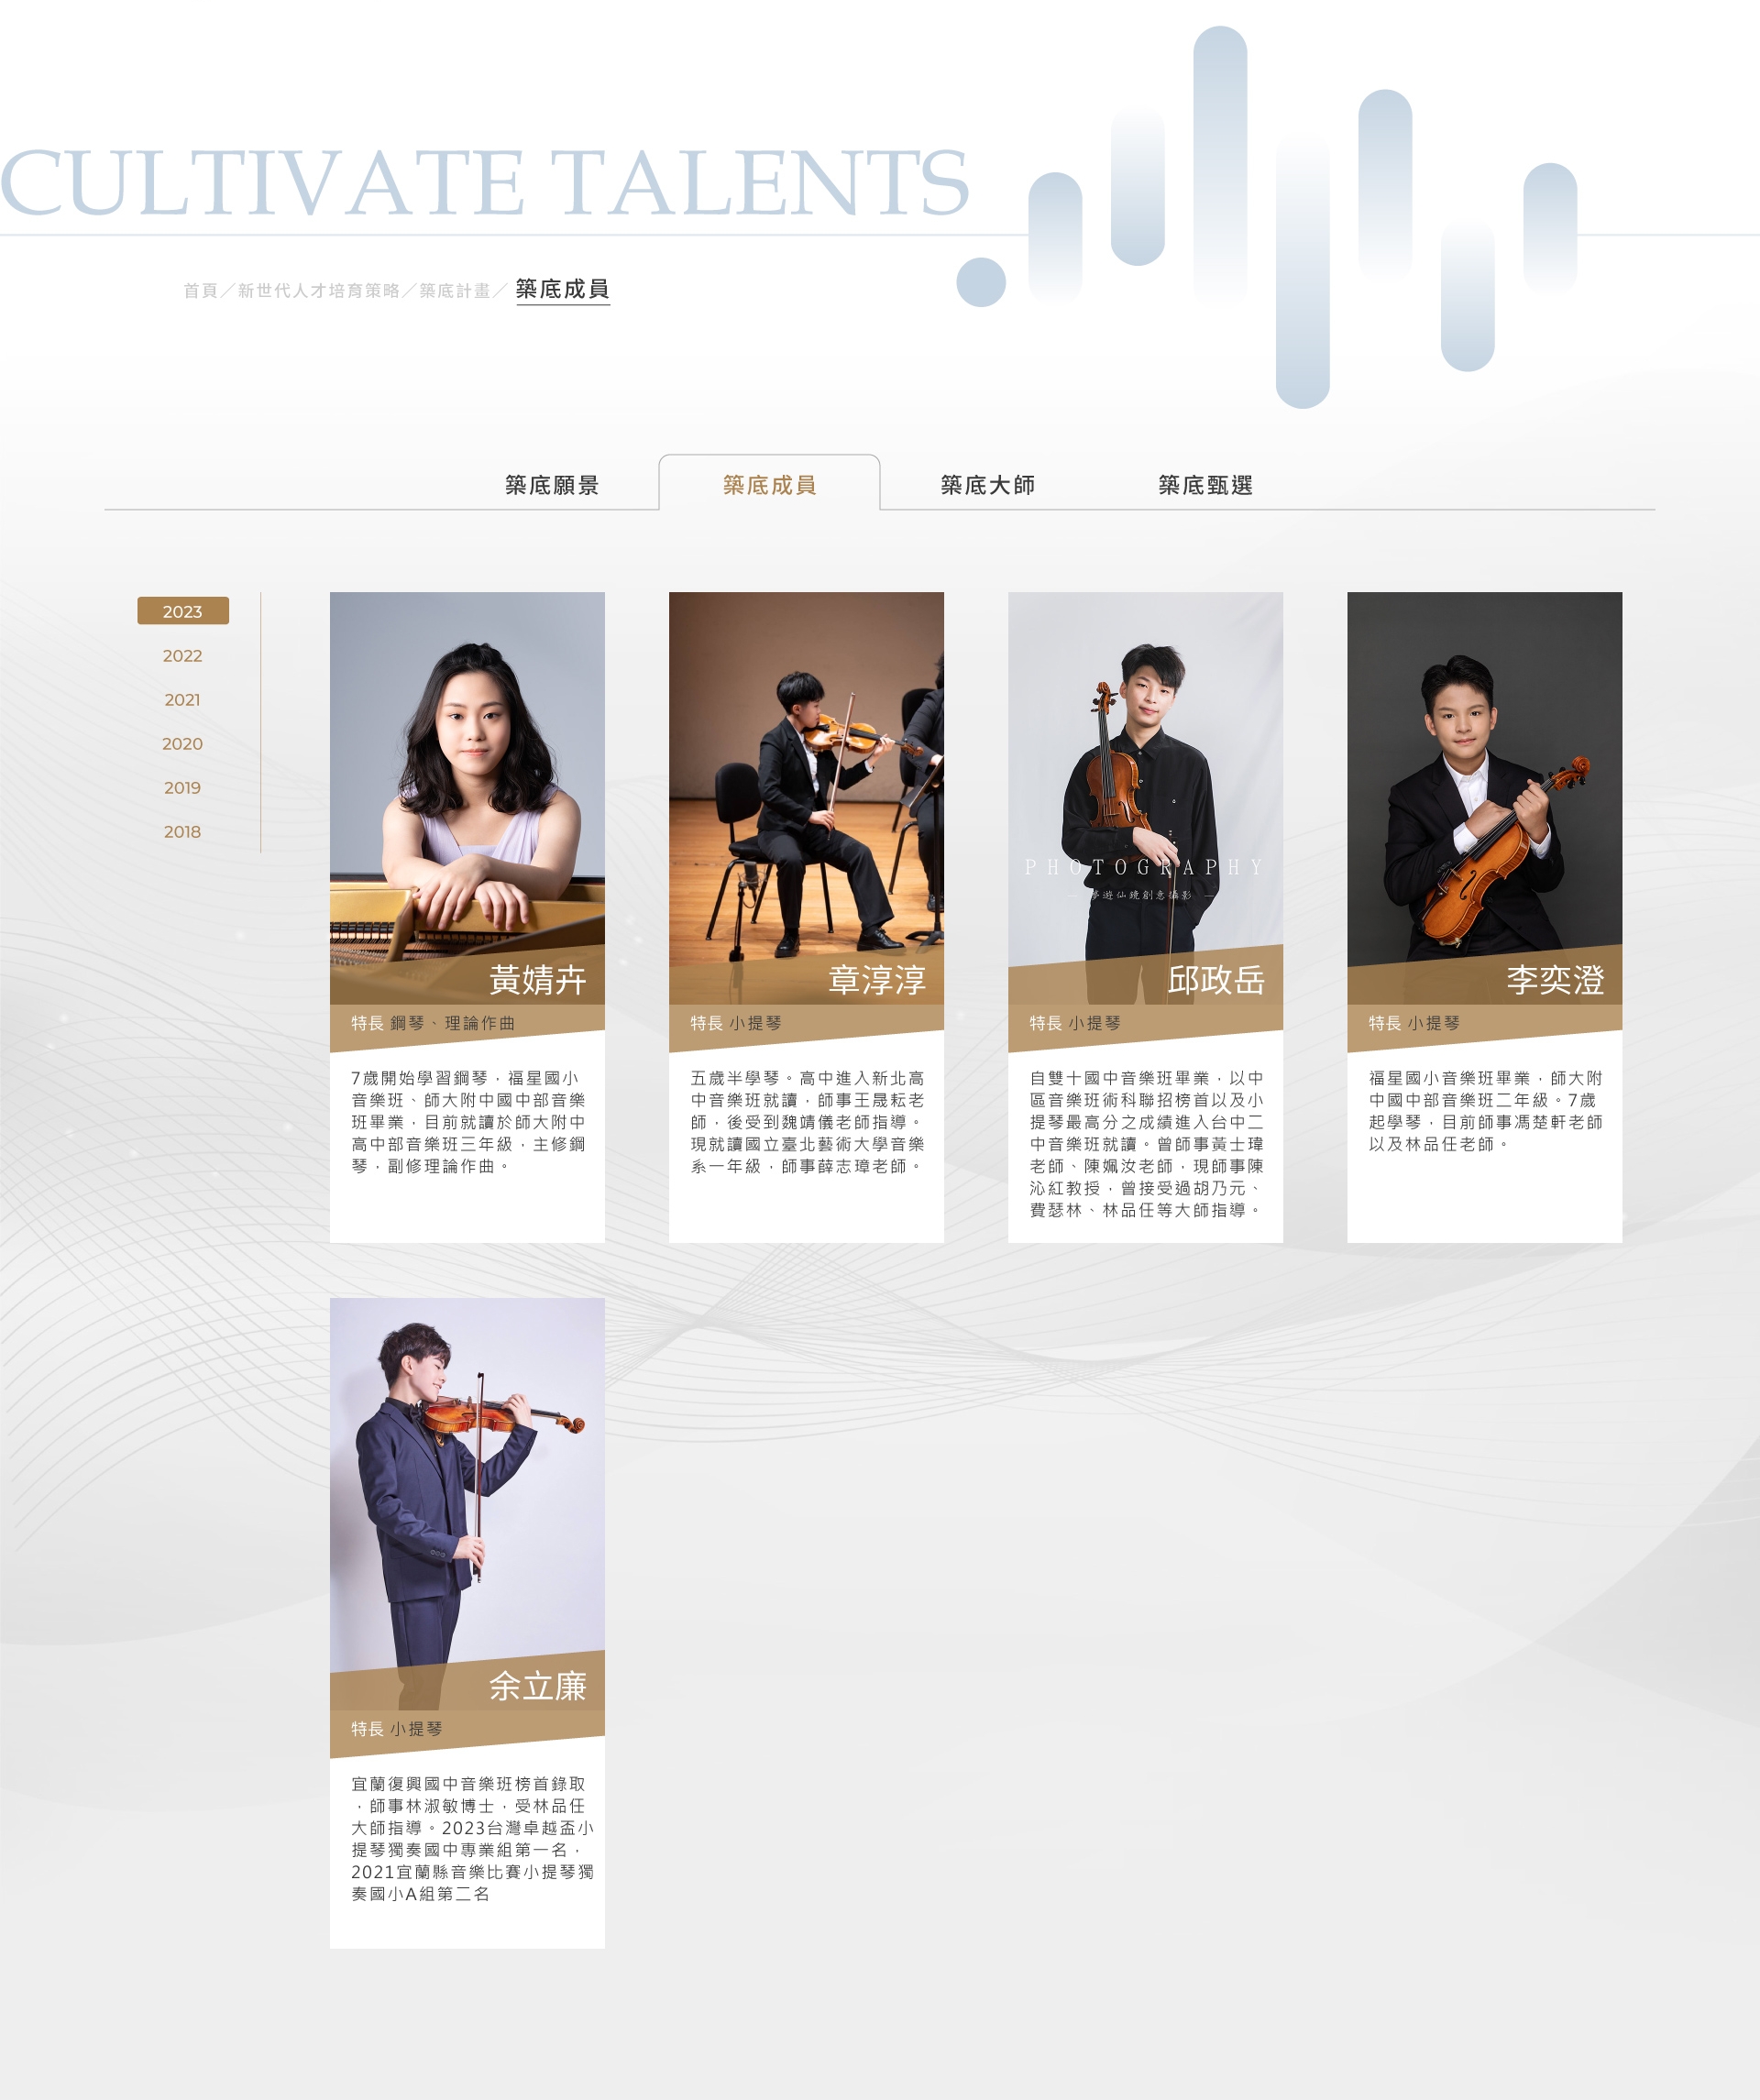 CULTIVATE TALENTS
首頁／新世代人才培育策略／築底計畫／築底成員
築底願景
築底成員
築底大師
築底甄選
2023
2022
2021
2020
2019
2018
黃婧卉
特長 鋼琴、理論作曲
7歲開始學習鋼琴，福星國小
音樂班、師大附中國中部音樂
班畢業，目前就讀於師大附中
高中部音樂班三年級，主修鋼
琴，副修理論作曲。
章淳淳
特長 小提琴
五歲半學琴。高中進入新北高
中音樂班就讀，師事王晟耘老
師，後受到魏靖儀老師指導。
現就讀國立臺北藝術大學音樂
系一年級，師事薛志璋老師。
PHOTOGRAPHY
夢遊仙鏡創意攝影
邱政岳
特長 小提琴
自雙十國中音樂班畢業，以中
區音樂班術科聯招榜首以及小
提琴最高分之成績進入台中二
中音樂班就讀。曾師事黃士瑋
老師、陳姵汝老師，現師事陳
沁紅教授，曾接受過胡乃元、
費瑟林、林品任等大師指導。
李奕澄
特長 小提琴
福星國小音樂班畢業，師大附
中國中部音樂班二年級。7歲
起學琴，目前師事馮楚軒老師
以及林品任老師。
余立廉
特長 小提琴
宜蘭復興國中音樂班榜首錄取
，師事林淑敏博士，受林品任
大師指導。2023台灣卓越盃小
提琴獨奏國中專業組第一名，
2021宜蘭縣音樂比賽小提琴獨
奏國小A組第二名